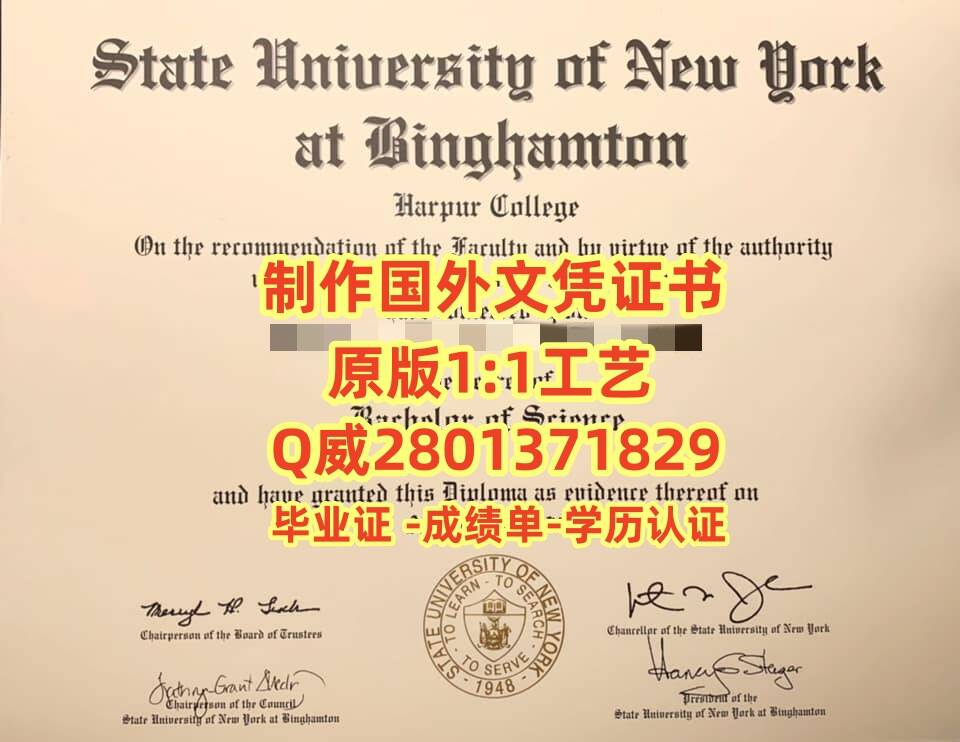 State University of New York
at Binghamton
Harpur College
On the recommendation of the Faculty and by virtue of the authority
制作国外文凭证书
原版1:1工艺
Bachelor of Science
Q威2801371829
and have granted this Diploma as evidence thereof on
毕业证 -成绩单-学历认证
STATE UNIVERSITY OF NEW YORK
TO LEARN - TO SEARCH - TO SERVE
1948
Chairperson of the Board of Trustees
Chancellor of the State University of New York
Chairperson of the Council
State University of New York at Binghamton
President of the
State University of New York at Binghamton